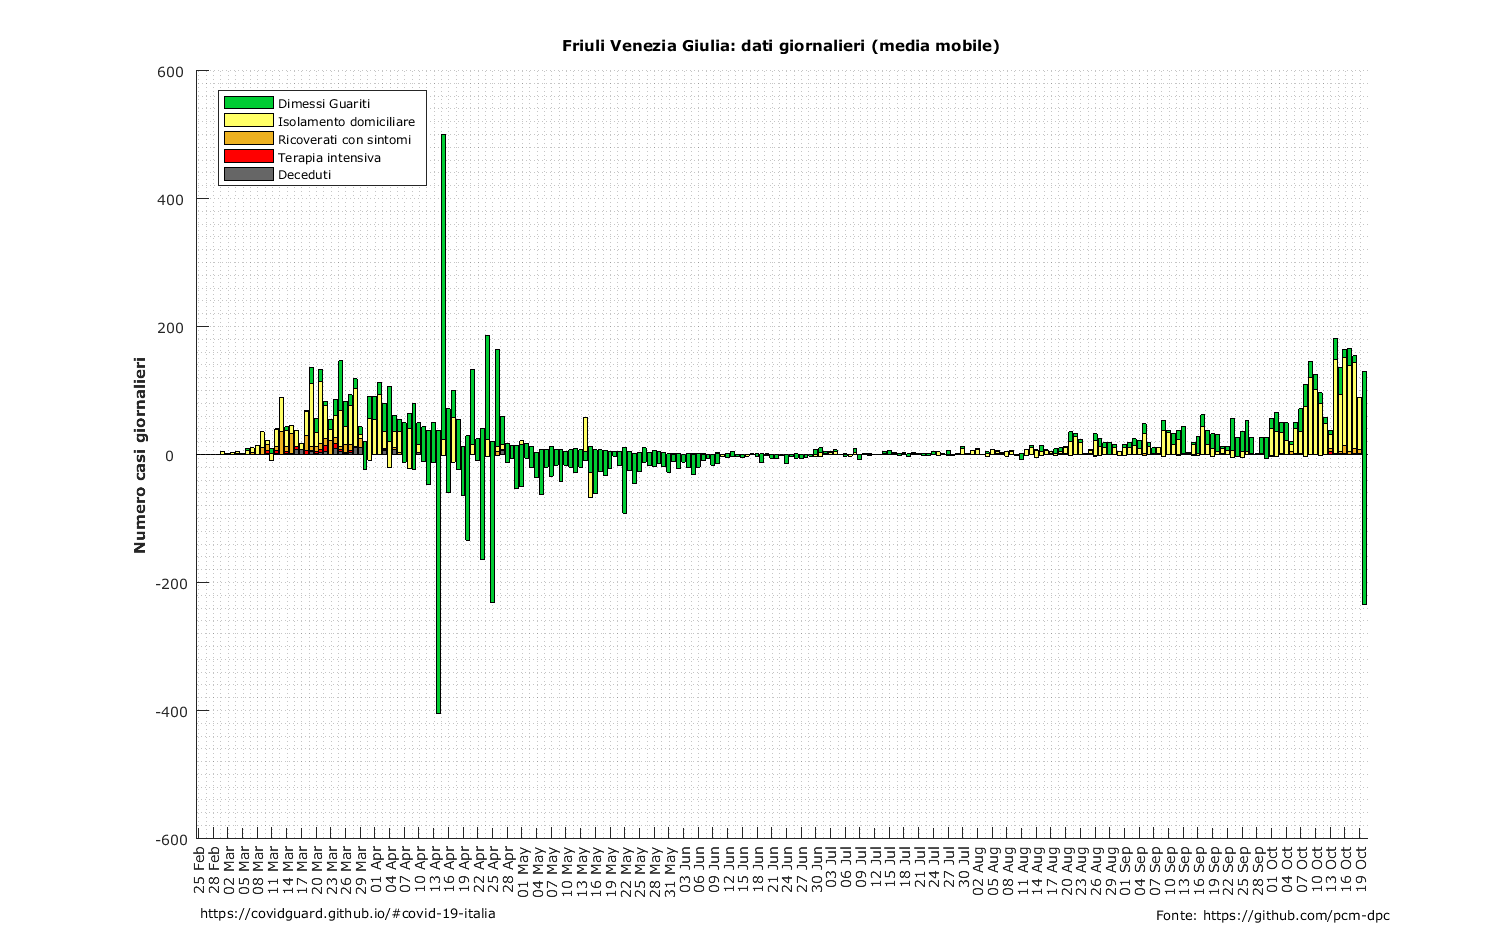 Friuli Venezia Giulia: dati giornalieri (media mobile)
Numero casi giornalieri
600
400
200
0
-200
-400
-600
Dimessi Guariti
Isolamento domiciliare
Ricoverati con sintomi
Terapia intensiva
Deceduti
25 Feb
28 Feb
02 Mar
05 Mar
08 Mar
11 Mar
14 Mar
17 Mar
20 Mar
23 Mar
26 Mar
29 Mar
01 Apr
04 Apr
07 Apr
10 Apr
13 Apr
16 Apr
19 Apr
22 Apr
25 Apr
28 Apr
01 May
04 May
07 May
10 May
13 May
16 May
19 May
22 May
25 May
28 May
31 May
03 Jun
06 Jun
09 Jun
12 Jun
15 Jun
18 Jun
21 Jun
24 Jun
27 Jun
30 Jun
03 Jul
06 Jul
09 Jul
12 Jul
15 Jul
18 Jul
21 Jul
24 Jul
27 Jul
30 Jul
02 Aug
05 Aug
08 Aug
11 Aug
14 Aug
17 Aug
20 Aug
23 Aug
26 Aug
29 Aug
01 Sep
04 Sep
07 Sep
10 Sep
13 Sep
16 Sep
19 Sep
22 Sep
25 Sep
28 Sep
01 Oct
04 Oct
07 Oct
10 Oct
13 Oct
16 Oct
19 Oct
https://covidguard.github.io/#covid-19-italia
Fonte: https://github.com/pcm-dpc